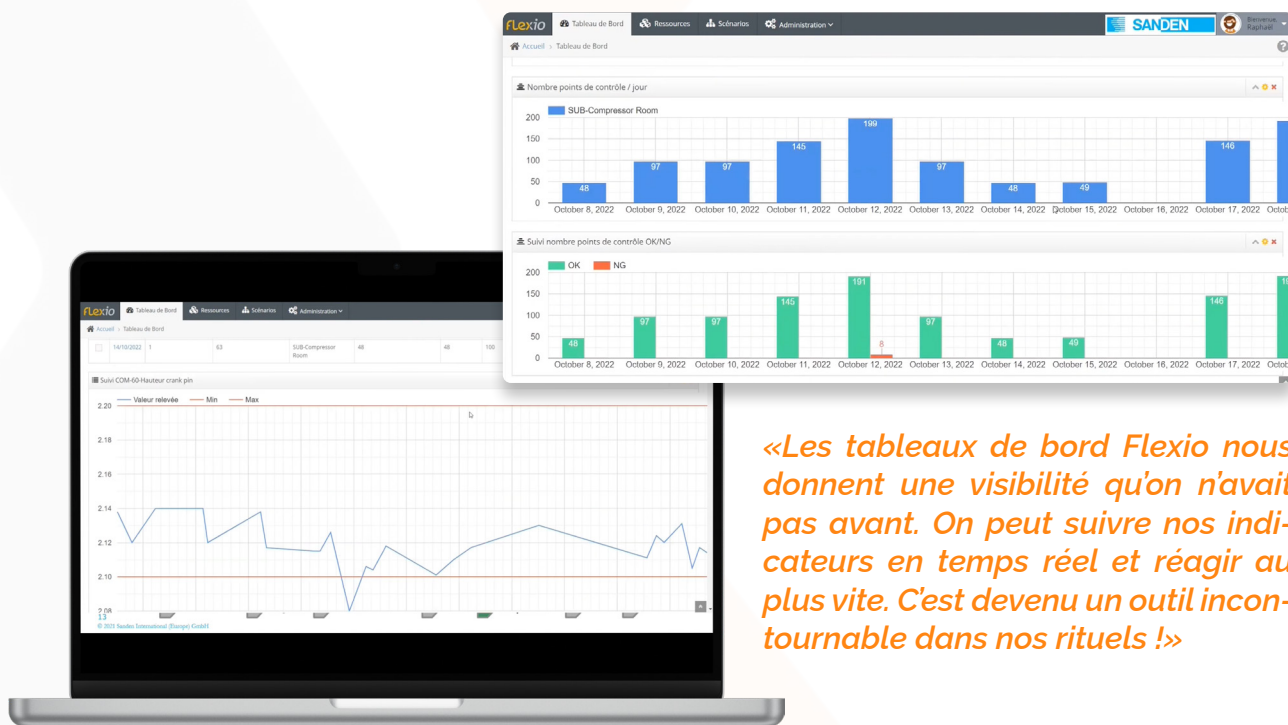 flexio Tableau de Bord Ressources Scénarios Administration SANDEN Bienvenue, Raphaël
Accueil > Tableau de Bord
Nombre points de contrôle / jour
SUB-Compressor Room
200
150
100
50
0
48 97 97 145 199 97 48 49 146
October 8, 2022 October 9, 2022 October 10, 2022 October 11, 2022 October 12, 2022 October 13, 2022 October 14, 2022 October 15, 2022 October 16, 2022 October 17, 2022
Suivi nombre points de contrôle OK/NG
OK NG
200
150
100
50
0
48 97 97 145 191 8 97 48 49 146
October 8, 2022 October 9, 2022 October 10, 2022 October 11, 2022 October 12, 2022 October 13, 2022 October 14, 2022 October 15, 2022 October 16, 2022 October 17, 2022
flexio Tableau de Bord Ressources Scénarios Administration
Accueil > Tableau de Bord
14/10/2022 1 63 SUB-Compressor 48 48 100
Room
Suivi COM-60-Hauteur crank pin
Valeur relevée Min Max
2.20
2.18
2.16
2.14
2.12
2.10
2.08
13
© 2021 Sanden International (Europe) GmbH
«Les tableaux de bord Flexio nous
donnent une visibilité qu'on n'avait
pas avant. On peut suivre nos indi-
cateurs en temps réel et réagir au
plus vite. C'est devenu un outil incon-
tournable dans nos rituels !»